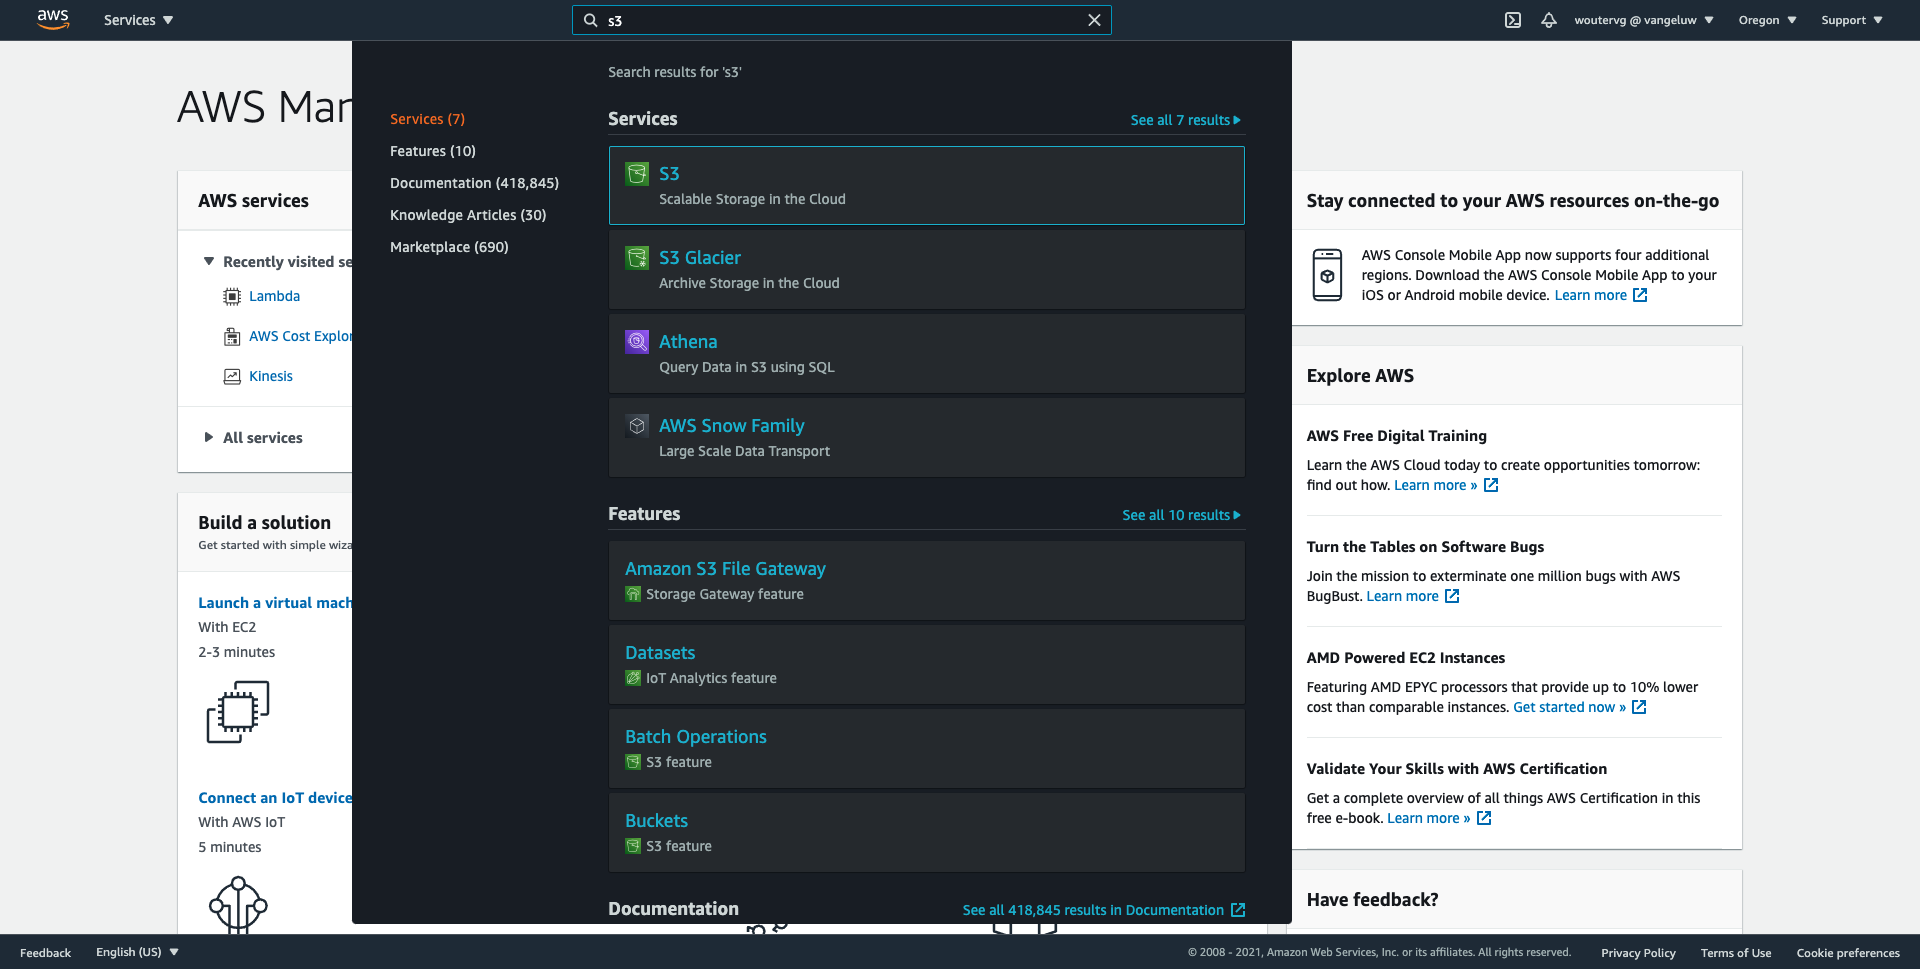 aws
Services
s3
woutervg @ vangeluw
Oregon
Support
Search results for 's3'
Services (7)
Features (10)
Documentation (418,845)
Knowledge Articles (30)
Marketplace (690)
Services
See all 7 results
S3
Scalable Storage in the Cloud
S3 Glacier
Archive Storage in the Cloud
Athena
Query Data in S3 using SQL
AWS Snow Family
Large Scale Data Transport
Features
See all 10 results
Amazon S3 File Gateway
Storage Gateway feature
Datasets
IoT Analytics feature
Batch Operations
S3 feature
Buckets
S3 feature
Documentation
See all 418,845 results in Documentation
AWS Mar
AWS services
Recently visited se
Lambda
AWS Cost Explor
Kinesis
All services
Build a solution
Get started with simple wiza
Launch a virtual mach
With EC2
2-3 minutes
Connect an IoT device
With AWS IoT
5 minutes
Stay connected to your AWS resources on-the-go
AWS Console Mobile App now supports four additional
regions. Download the AWS Console Mobile App to your
iOS or Android mobile device. Learn more
Explore AWS
AWS Free Digital Training
Learn the AWS Cloud today to create opportunities tomorrow:
find out how. Learn more »
Turn the Tables on Software Bugs
Join the mission to exterminate one million bugs with AWS
BugBust. Learn more
AMD Powered EC2 Instances
Featuring AMD EPYC processors that provide up to 10% lower
cost than comparable instances. Get started now »
Validate Your Skills with AWS Certification
Get a complete overview of all things AWS Certification in this
free e-book. Learn more »
Have feedback?
Feedback
English (US)
© 2008 - 2021, Amazon Web Services, Inc. or its affiliates. All rights reserved.
Privacy Policy
Terms of Use
Cookie preferences